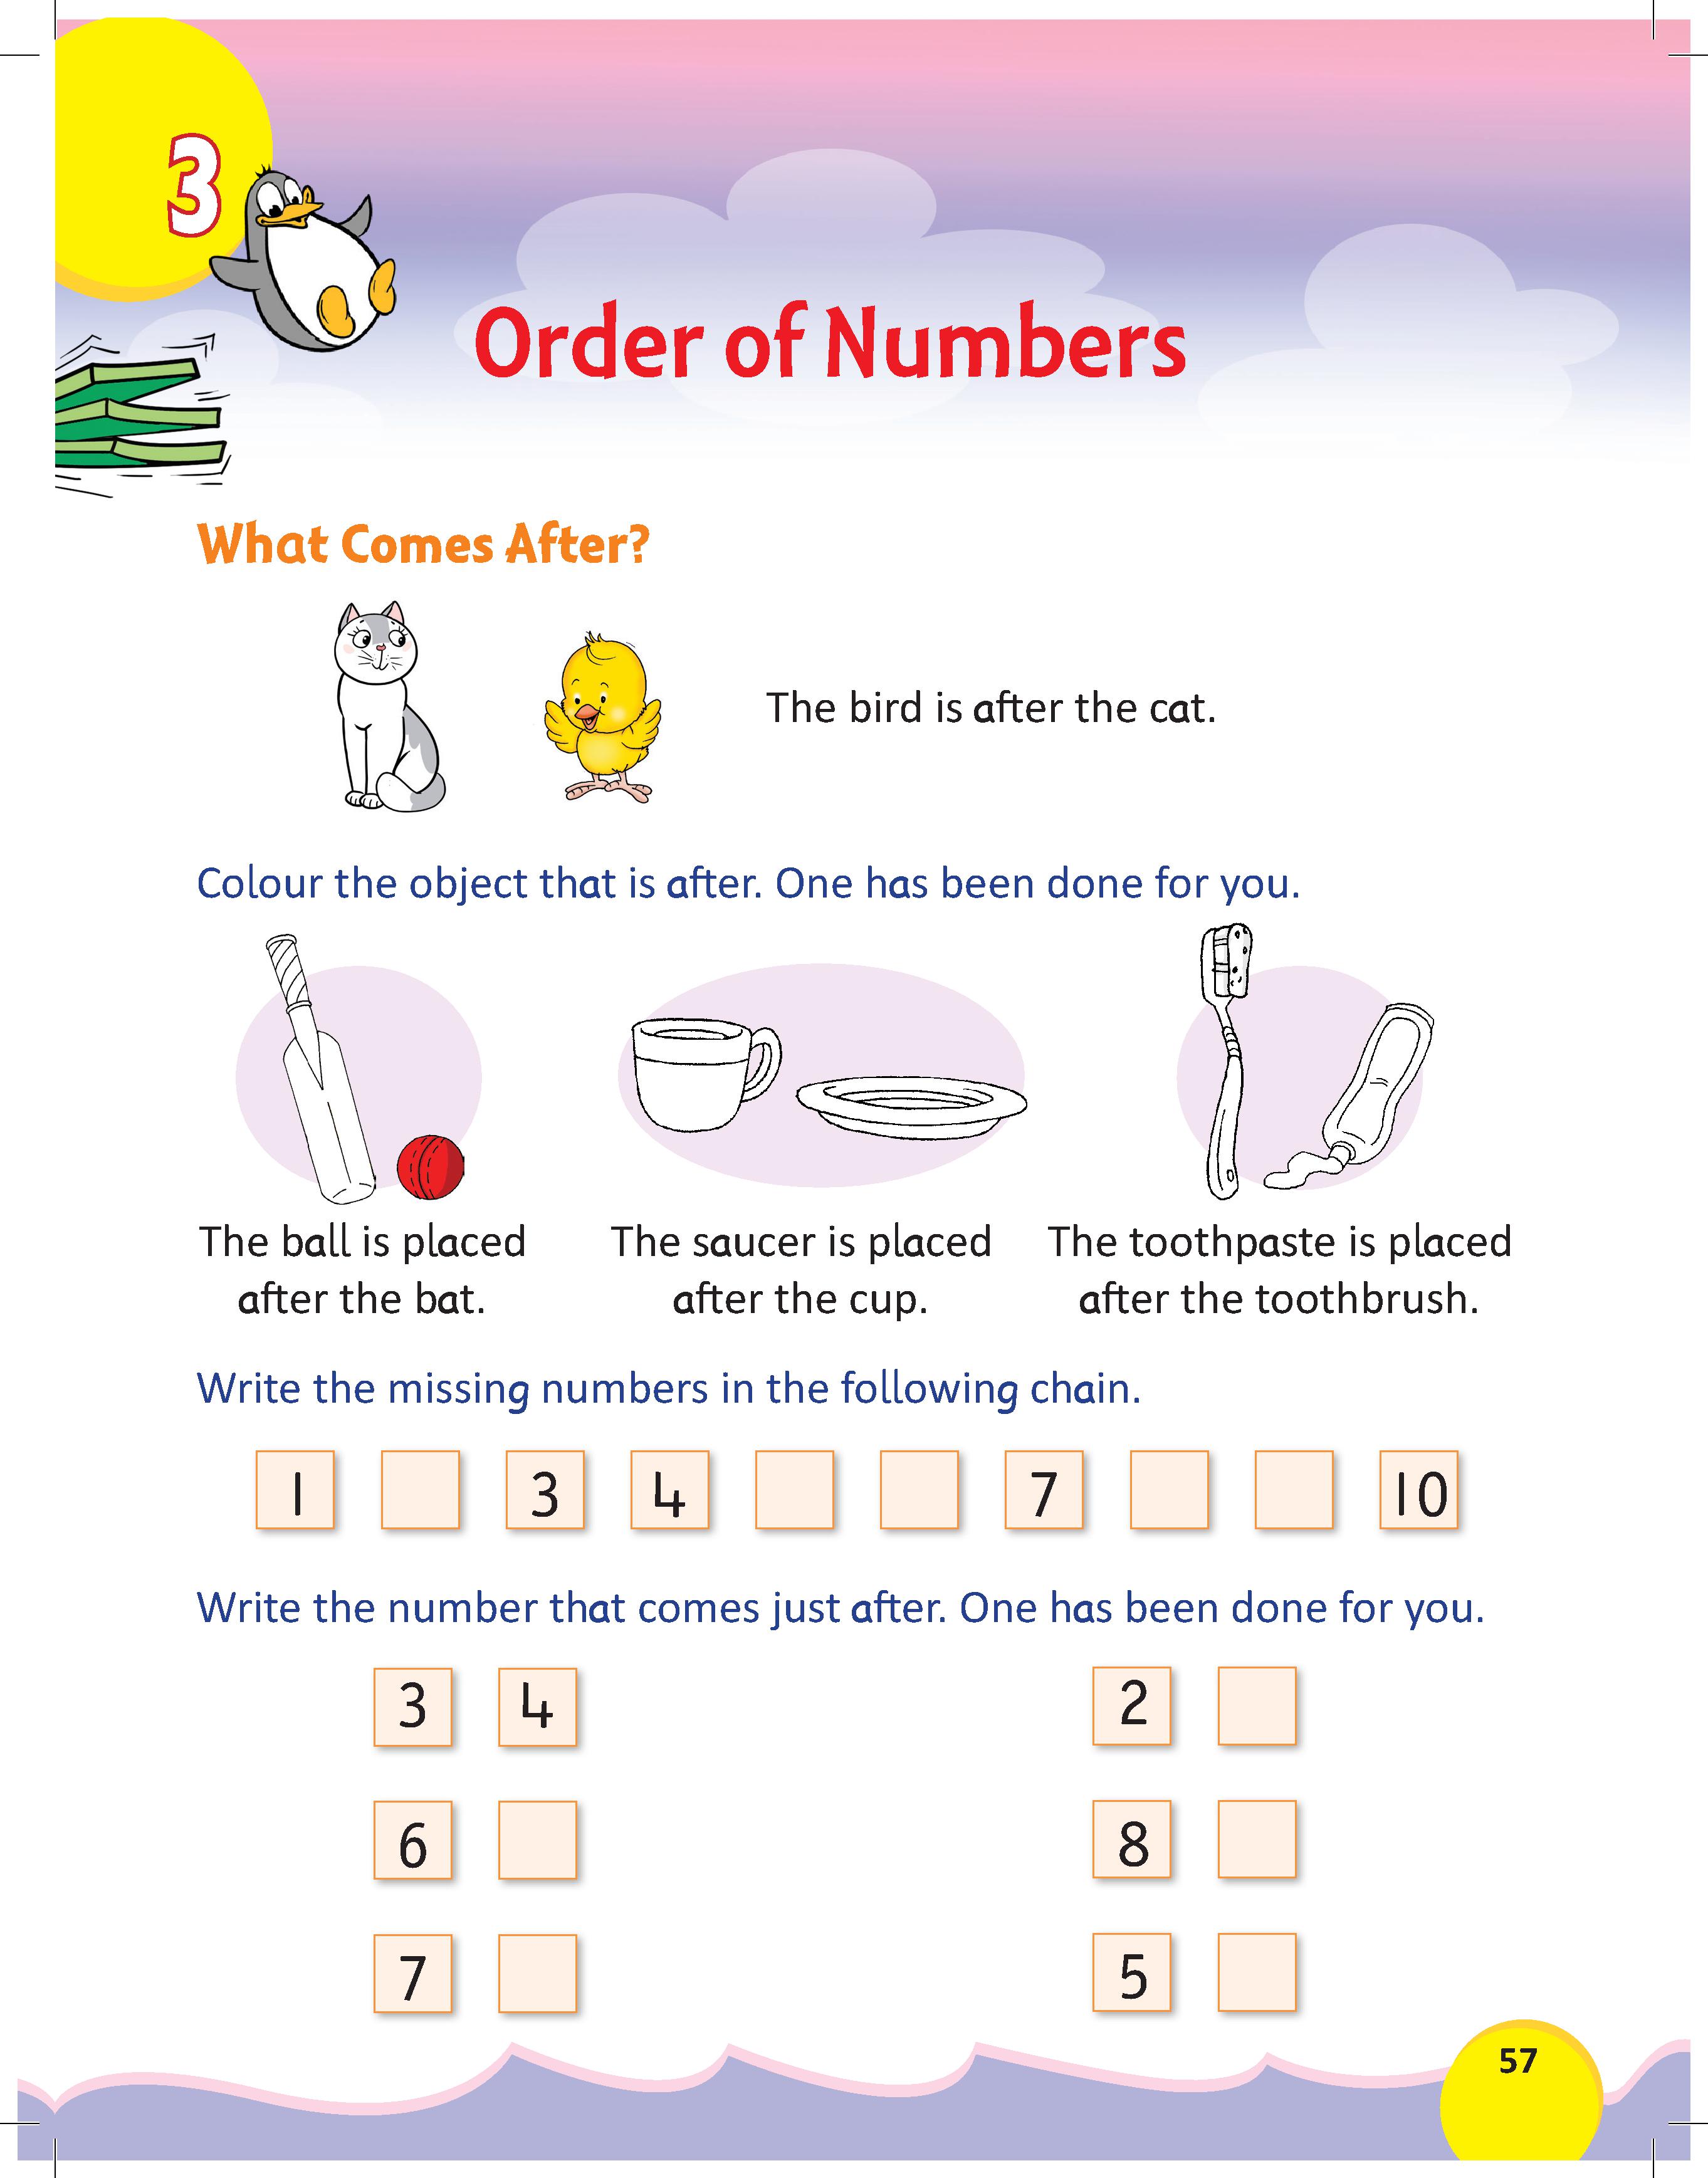 3
Order of Numbers
What Comes After?
The bird is after the cat.
Colour the object that is after. One has been done for you.
The ball is placed
after the bat.
The saucer is placed
after the cup.
The toothpaste is placed
after the toothbrush.
Write the missing numbers in the following chain.
1 3 4 7 10
Write the number that comes just after. One has been done for you.
3 4 2
6 8
7 5
57